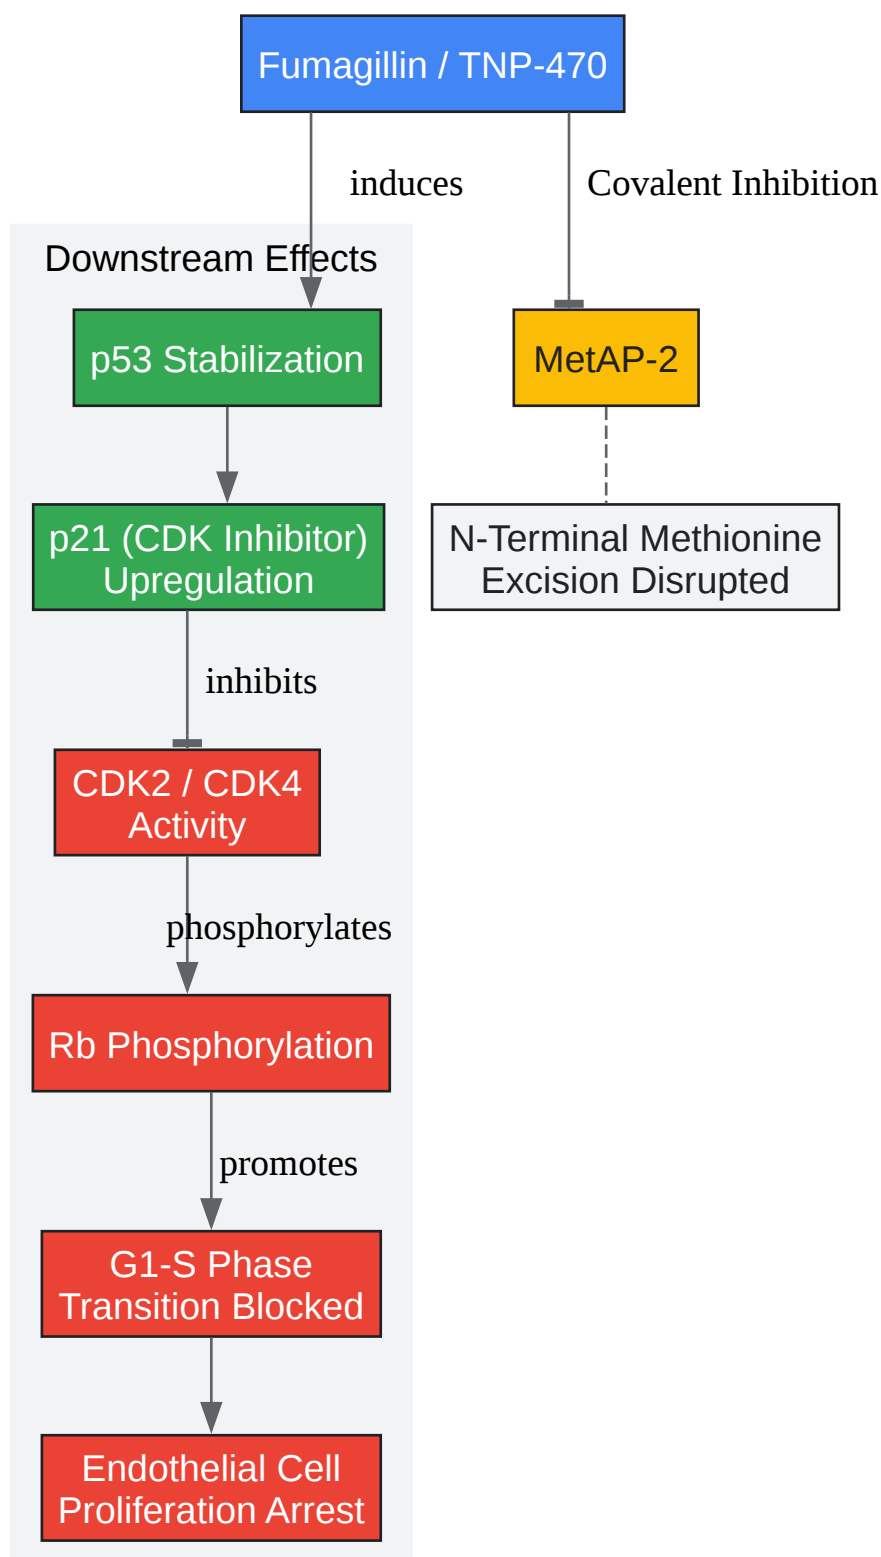 Fumagillin / TNP-470
induces
Covalent Inhibition
Downstream Effects
p53 Stabilization
MetAP-2
p21 (CDK Inhibitor)
Upregulation
N-Terminal Methionine
Excision Disrupted
inhibits
CDK2 / CDK4
Activity
phosphorylates
Rb Phosphorylation
promotes
G1-S Phase
Transition Blocked
Endothelial Cell
Proliferation Arrest